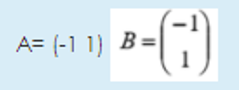 A= (-1 1) B = (-1
1)